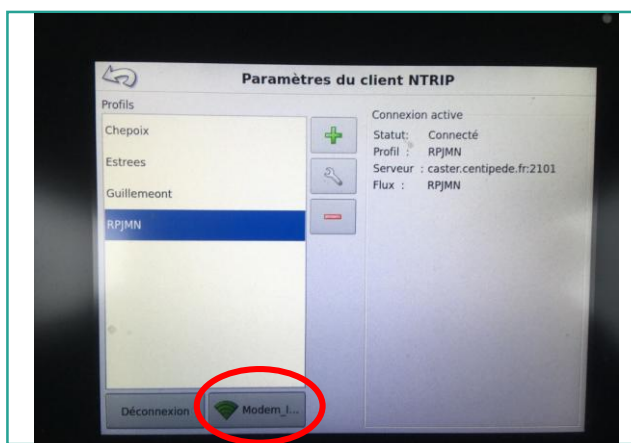 Paramètres du client NTRIP
Profils
Chepoix
Estrees
Guillemeont
RPJMN
Connexion active
Statut: Connecté
Profil : RPJMN
Serveur : caster.centipede.fr:2101
Flux : RPJMN
Déconnexion
Modem_l...